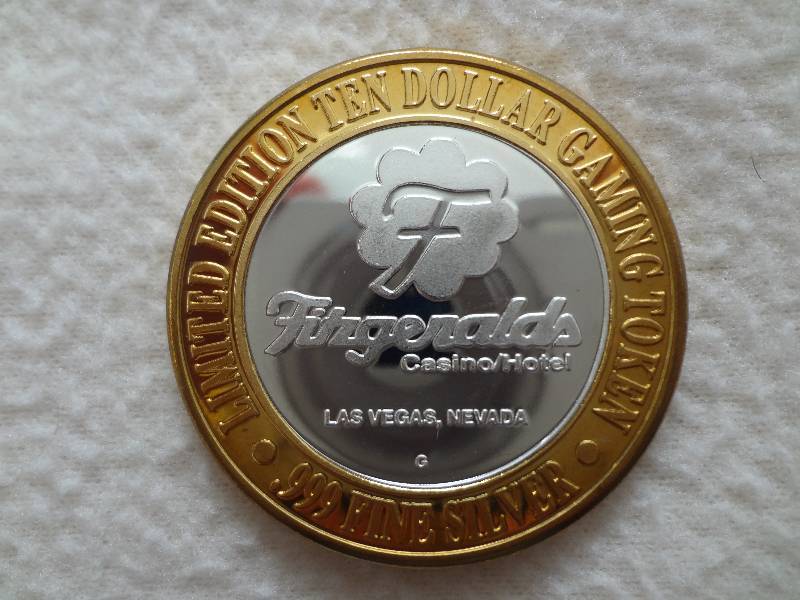 LIMITED EDITION TEN DOLLAR GAMING TOKEN
F
Fitzgeralds
Casino/Hotel
LAS VEGAS, NEVADA
G
.999 FINE SILVER